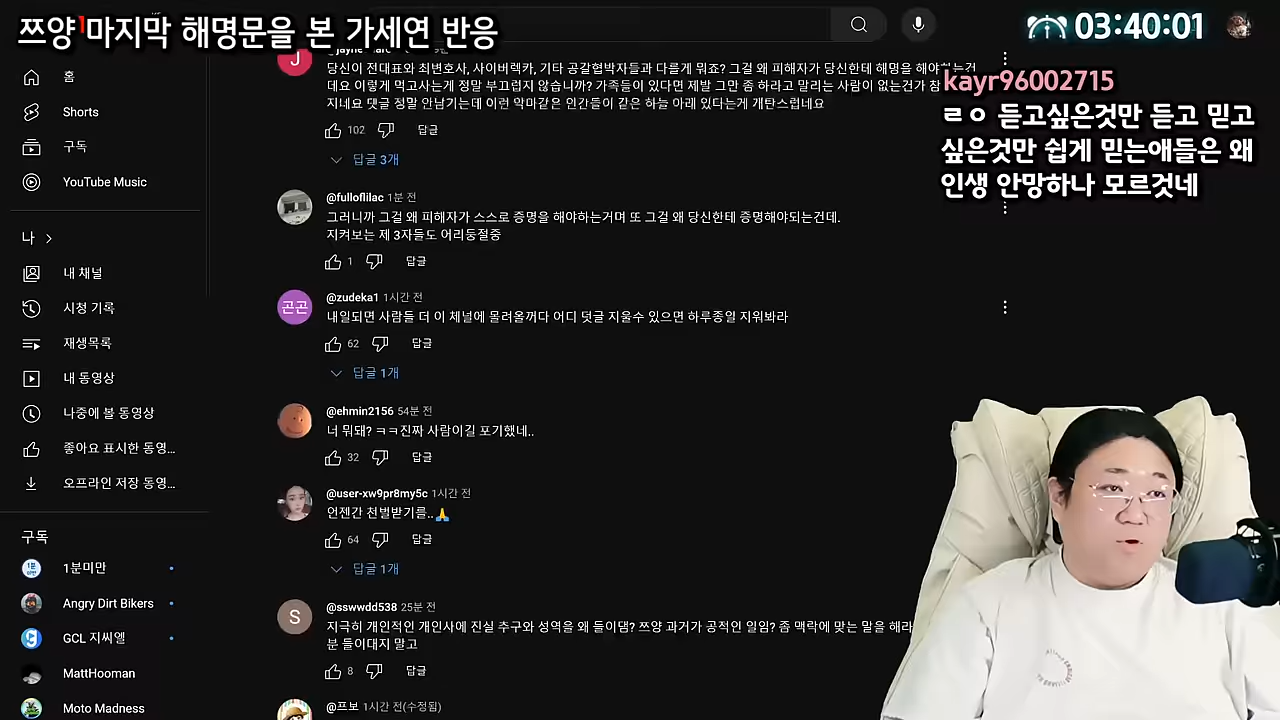 쯔양 마지막 해명문을 본 가세연 반응
03:40:01
kayr96002715
ㄹㅇ 듣고싶은것만 듣고 믿고
싶은것만 쉽게 믿는애들은 왜
인생 안망하나 모르것네
홈
Shorts
구독
YouTube Music
나
내 채널
시청 기록
재생목록
내 동영상
나중에 볼 동영상
좋아요 표시한 동영...
오프라인 저장 동영...
구독
1분미만
Angry Dirt Bikers
GCL 지씨엘
MattHooman
Moto Madness
J
당신이 전대표와 최변호사, 사이버렉카, 기타 공갈협박자들과 다를게 뭐죠? 그걸 왜 피해자가 당신한테 해명을 해야하는건
데요 이렇게 먹고사는게 정말 부끄럽지 않습니까? 가족들이 있다면 제발 그만 좀 하리고 말리는 사람이 없는건가 참
지네요 댓글 정말 안남기는데 이런 악마같은 인간들이 같은 하늘 아래 있다는게 개탄스럽네요
102 답글
답글 3개
@fulloflilac 1분 전
그러니까 그걸 왜 피해자가 스스로 증명을 해야하는거며 또 그걸 왜 당신한테 증명해야되는건데.
지켜보는 제 3자들도 어리둥절중
1 답글
곤곤
@zudeka1 1시간 전
내일되면 사람들 더 이 채널에 몰려올꺼다 어디 덧글 지울수 있으면 하루종일 지워봐라
62 답글
답글 1개
@ehmin2156 54분 전
너 뭐돼? ㅋㅋ진짜 사람이길 포기했네..
32 답글
@user-xw9pr8my5c 1시간 전
언젠간 천벌받기를..🙏
64 답글
답글 1개
S
@sswwdd538 25분 전
지극히 개인적인 개인사에 진실 추구와 성역을 왜 들이댐? 쯔양 과거가 공적인 일임? 좀 맥락에 맞는 말을 해라
분 들이대지 말고
8 답글
@프보 1시간 전(수정됨)